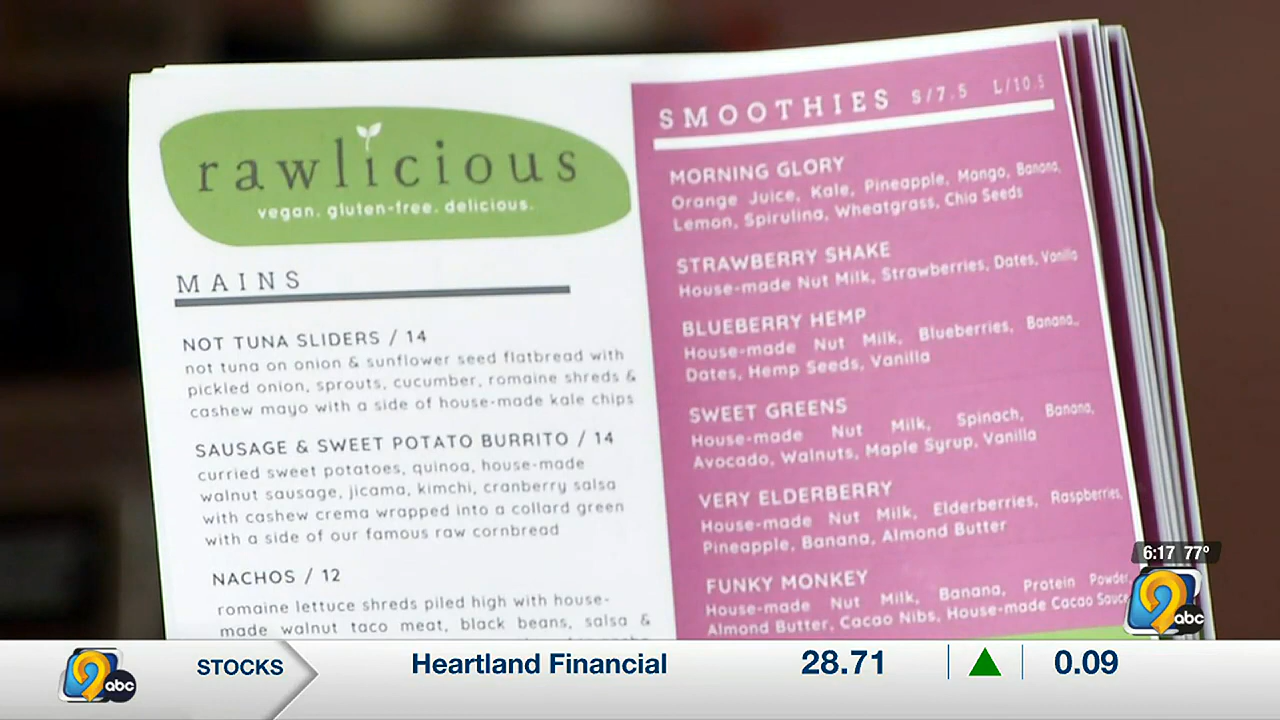 rawlicious
vegan. gluten-free. delicious.
MAINS
NOT TUNA SLIDERS / 14
not tuna on onion & sunflower seed flatbread with
pickled onion, sprouts, cucumber, romaine shreds &
cashew mayo with a side of house-made kale chips
SAUSAGE & SWEET POTATO BURRITO / 14
curried sweet potatoes, quinoa, house-made
walnut sausage, jicama, kimchi, cranberry salsa
with cashew crema wrapped into a collard green
with a side of our famous raw cornbread
NACHOS / 12
romaine lettuce shreds piled high with house-
made walnut taco meat, black beans, salsa &
SMOOTHIES S/7.5 L/10.5
MORNING GLORY
Orange Juice, Kale, Pineapple, Mango, Banana,
Lemon, Spirulina, Wheatgrass, Chia Seeds
STRAWBERRY SHAKE
House-made Nut Milk, Strawberries, Dates, Vanilla
BLUEBERRY HEMP
House-made Nut Milk, Blueberries, Banana,,
Dates, Hemp Seeds, Vanilla
SWEET GREENS
House-made Nut Milk, Spinach, Banana,
Avocado, Walnuts, Maple Syrup, Vanilla
VERY ELDERBERRY
House-made Nut Milk, Elderberries, Raspberries,
Pineapple, Banana, Almond Butter
FUNKY MONKEY
House-made Nut Milk, Banana, Protein Powder,
Almond Butter, Cacao Nibs, House-made Cacao Sauce
6:17 77°
9 abc
9 abc STOCKS Heartland Financial 28.71 0.09